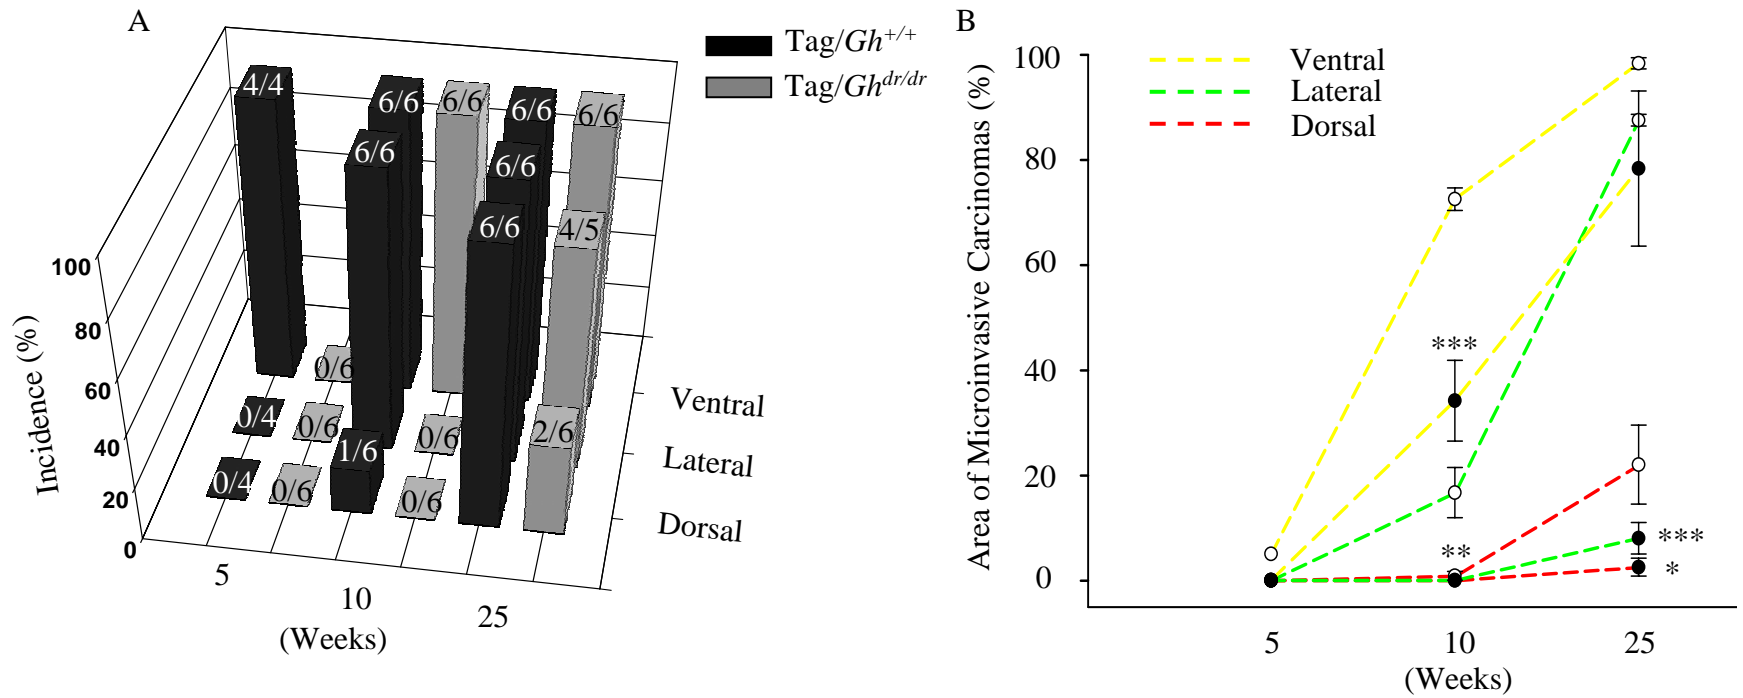 A
Tag/Gh+/+
Tag/Ghdr/dr
4/4
6/6
6/6
6/6
6/6
6/6
6/6
6/6
4/5
0/6
0/4
0/6
1/6
0/6
2/6
0/4
0/6
0/6
Incidence (%)
100
80
60
40
20
0
5
10
25
(Weeks)
Ventral
Lateral
Dorsal
B
Ventral
Lateral
Dorsal
Area of Microinvasive Carcinomas (%)
100
80
60
40
20
0
***
**
***
*
5
10
25
(Weeks)